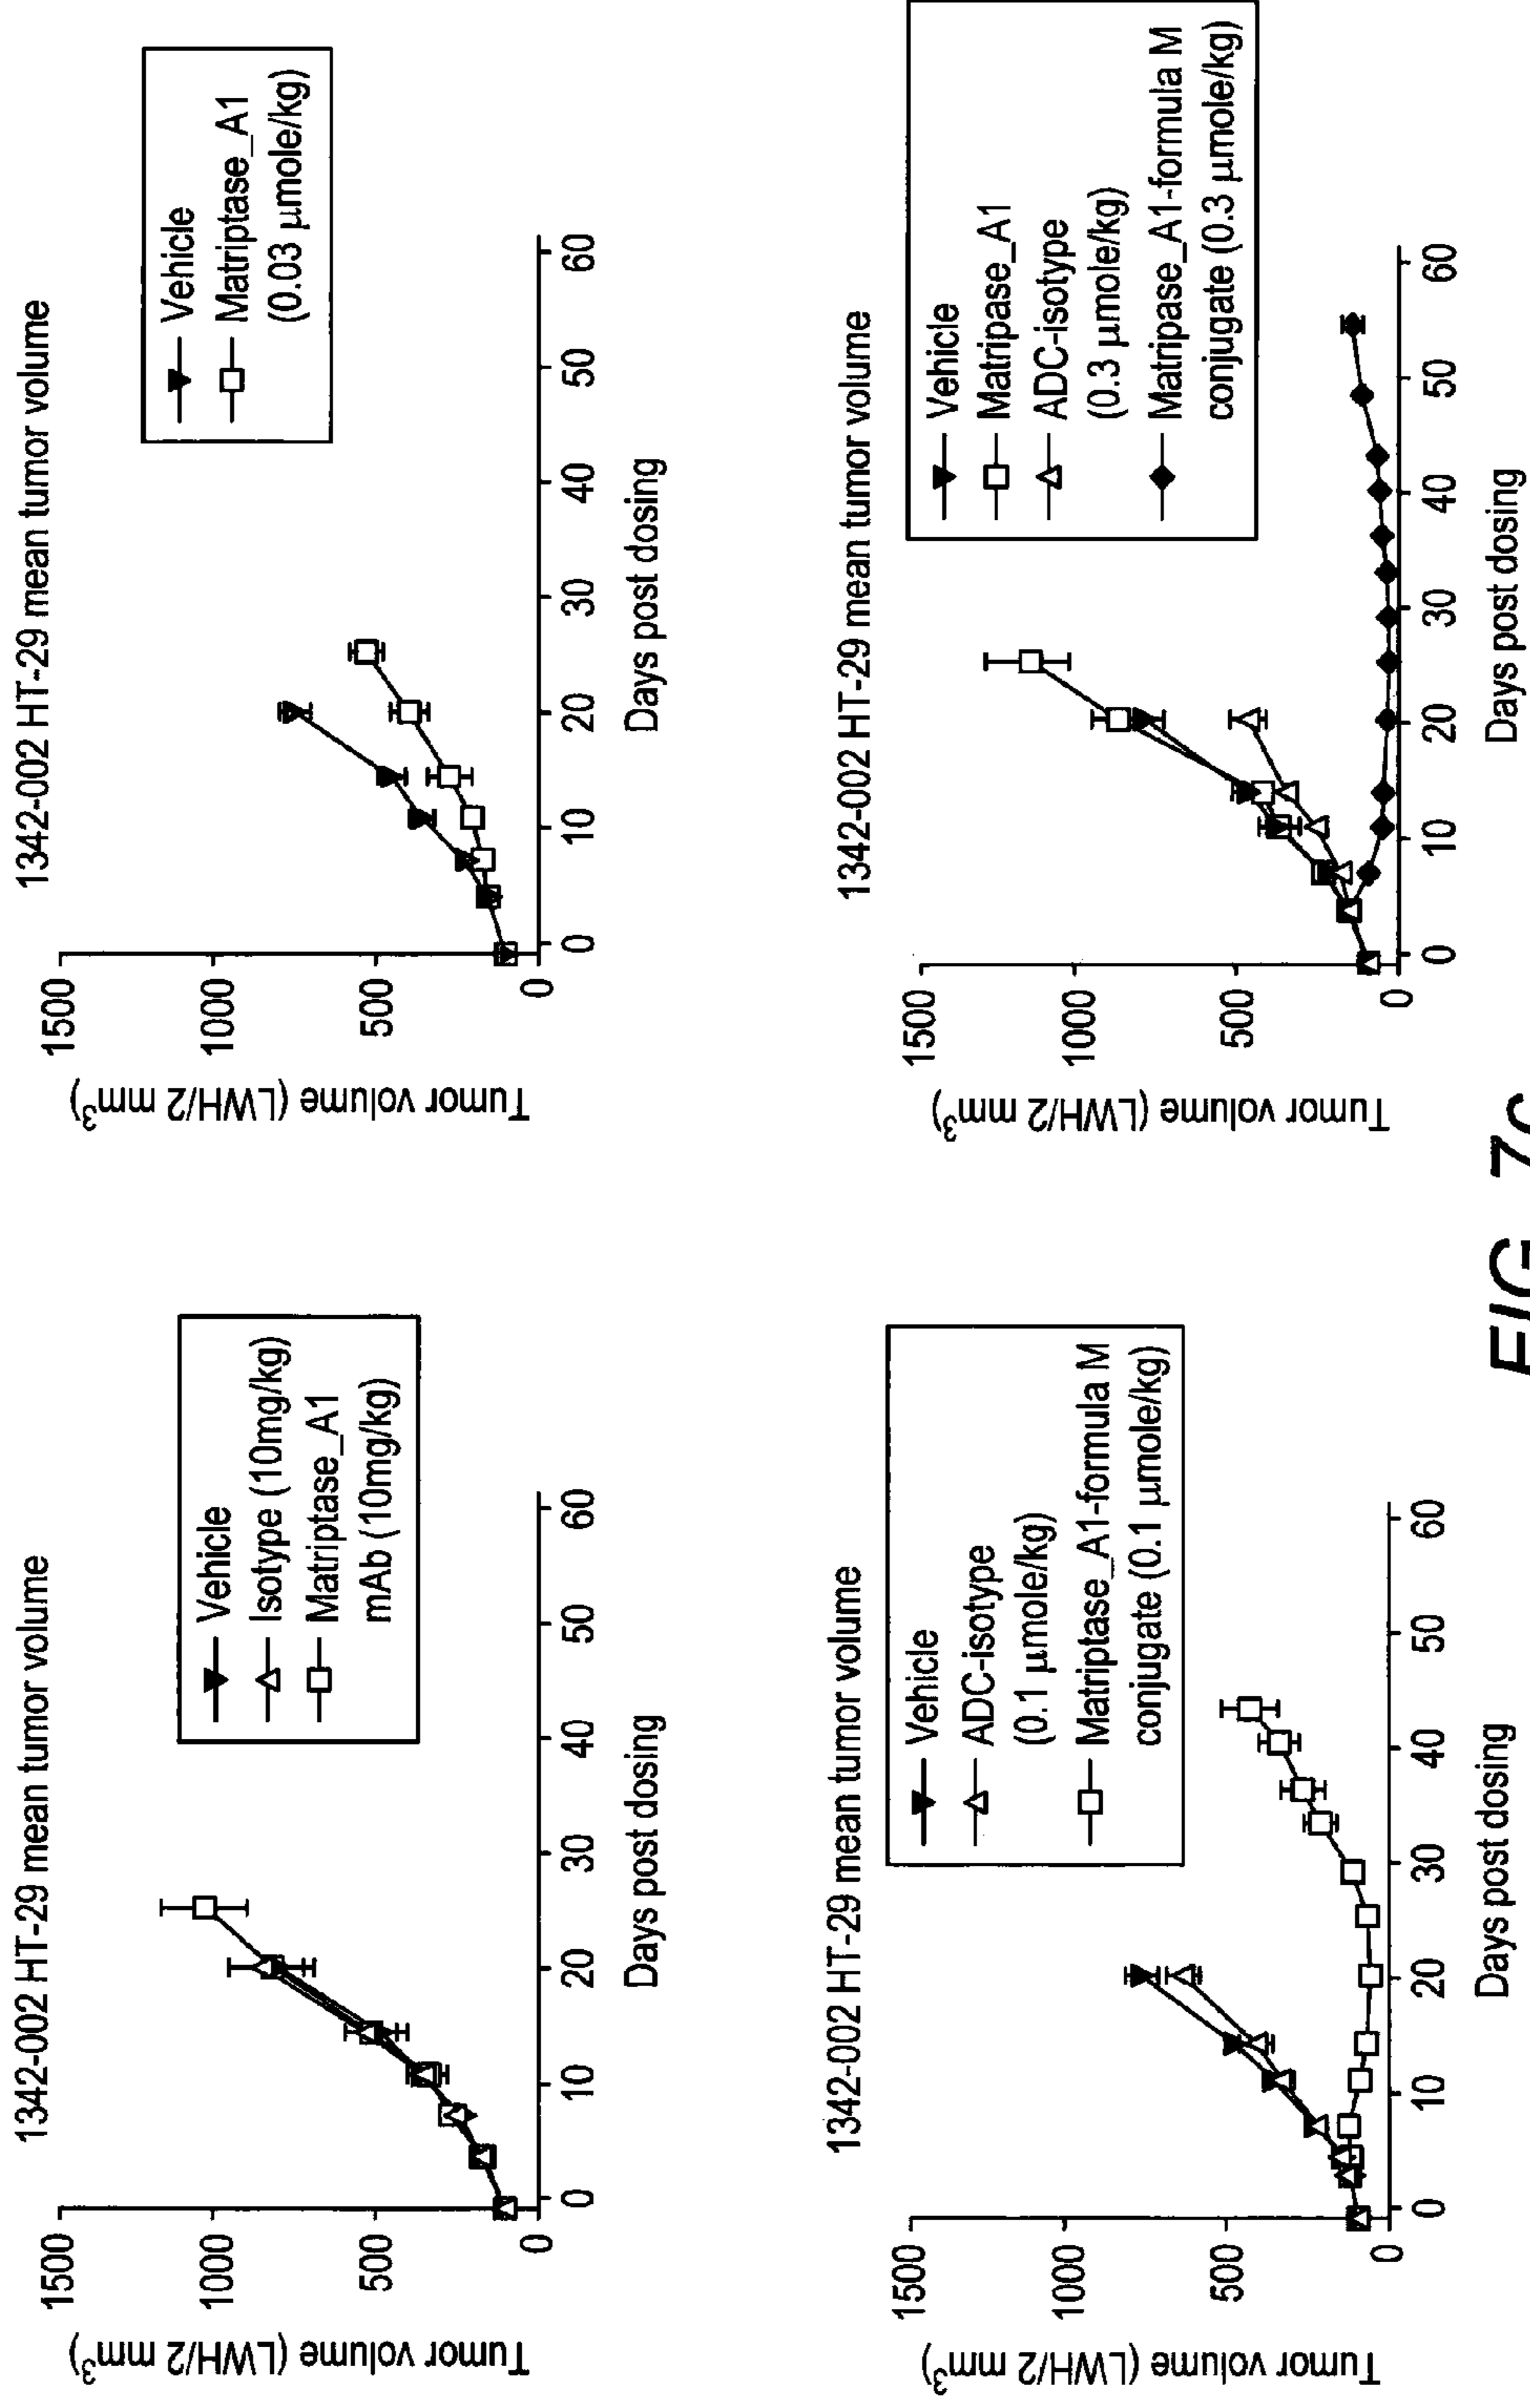 1342-002 HT-29 mean tumor volume
Tumor volume (LWH/2 mm³)
1500
1000
500
0
0 10 20 30 40 50 60
Days post dosing
Vehicle
Isotype (10mg/kg)
Matriptase_A1
mAb (10mg/kg)
1342-002 HT-29 mean tumor volume
Tumor volume (LWH/2 mm³)
1500
1000
500
0
0 10 20 30 40 50 60
Days post dosing
Vehicle
Matriptase_A1
(0.03 µmole/kg)
1342-002 HT-29 mean tumor volume
Tumor volume (LWH/2 mm³)
1500
1000
500
0
0 10 20 30 40 50 60
Days post dosing
Vehicle
ADC-isotype
(0.1 µmole/kg)
Matriptase_A1-formula M
conjugate (0.1 µmole/kg)
1342-002 HT-29 mean tumor volume
Tumor volume (LWH/2 mm³)
1500
1000
500
0
0 10 20 30 40 50 60
Days post dosing
Vehicle
Matripase_A1
ADC-isotype
(0.3 µmole/kg)
Matripase_A1-formula M
conjugate (0.3 µmole/kg)
FIG